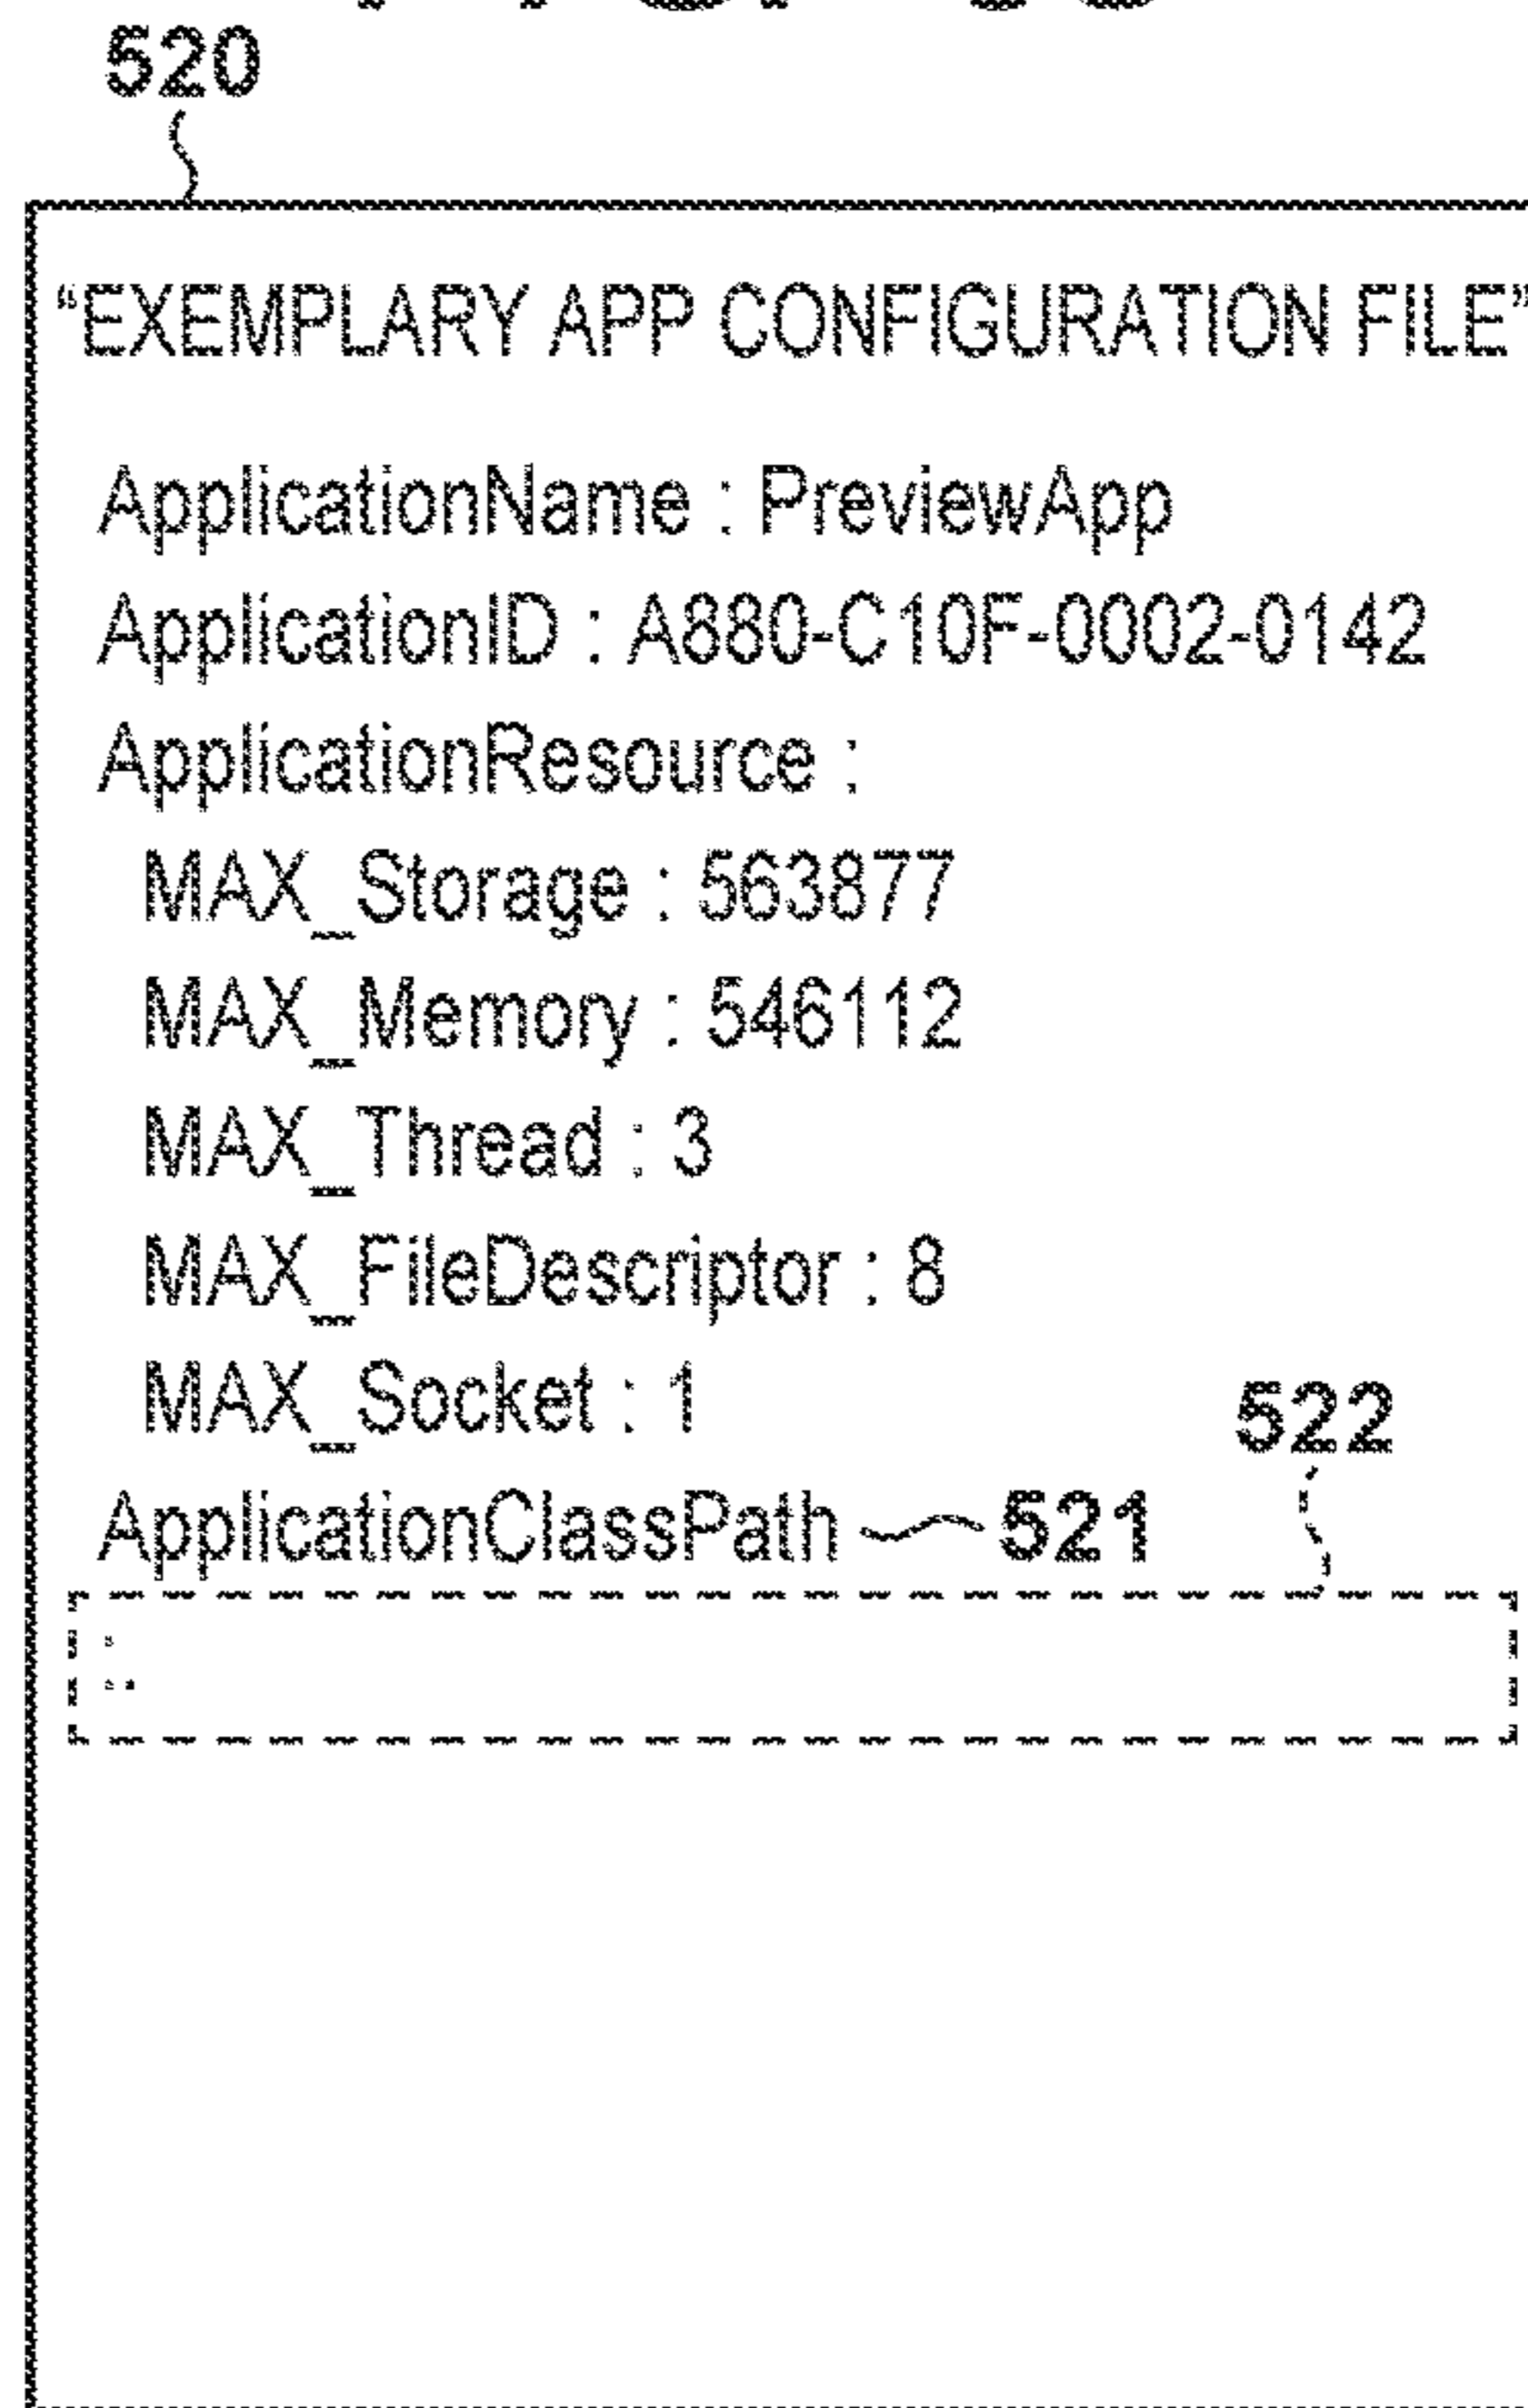 520
“EXEMPLARY APP CONFIGURATION FILE”
ApplicationName : PreviewApp
ApplicationID : A880-C10F-0002-0142
ApplicationResource :
MAX_Storage : 563877
MAX_Memory : 546112
MAX_Thread : 3
MAX_FileDescriptor : 8
MAX_Socket : 1
522
ApplicationClassPath 521